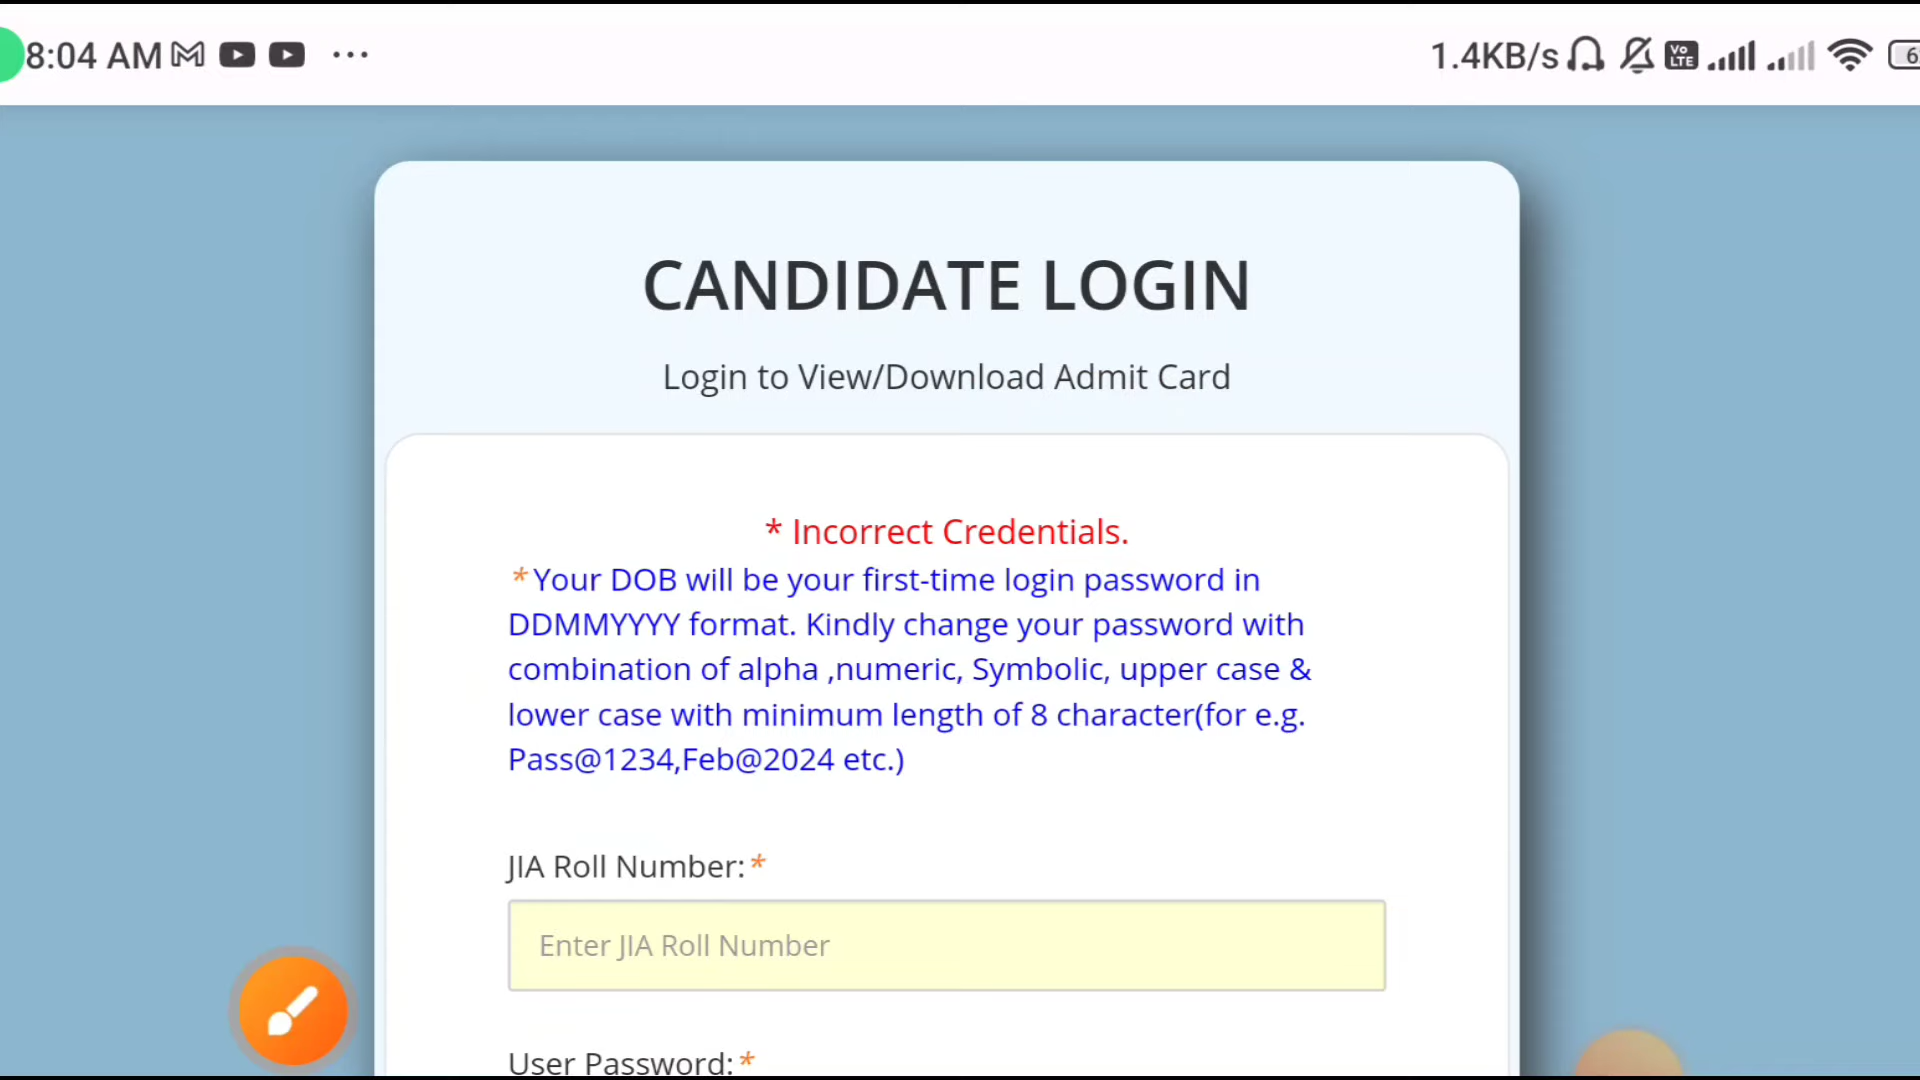 8:04 AM ... 1.4KB/s Vo LTE 6
CANDIDATE LOGIN
Login to View/Download Admit Card
* Incorrect Credentials.
*Your DOB will be your first-time login password in
DDMMYYYY format. Kindly change your password with
combination of alpha ,numeric, Symbolic, upper case &
lower case with minimum length of 8 character(for e.g.
Pass@1234,Feb@2024 etc.)
JIA Roll Number:*
Enter JIA Roll Number
User Password:*